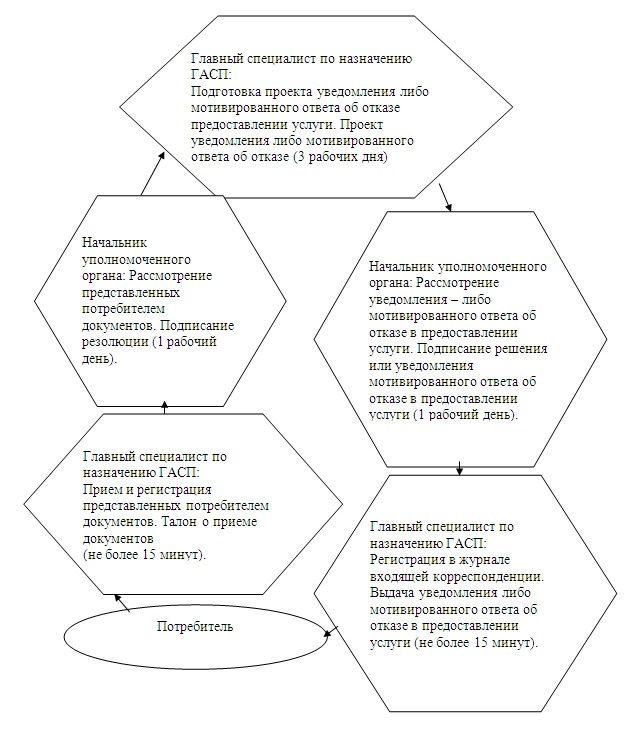 Главный специалист по назначению
ГАСП:
Подготовка проекта уведомления либо
мотивированного ответа об отказе
предоставлении услуги. Проект
уведомления либо мотивированного
ответа об отказе (3 рабочих дня)
Начальник
уполномоченного
органа: Рассмотрение
представленных
потребителем
документов. Подписание
резолюции (1 рабочий
день).
Начальник уполномоченного
органа: Рассмотрение
уведомления – либо
мотивированного ответа об
отказе в предоставлении
услуги. Подписание решения
или уведомления
мотивированного ответа об
отказе в предоставлении
услуги (1 рабочий день).
Главный специалист по
назначению ГАСП:
Прием и регистрация
представленных потребителем
документов. Талон о приеме
документов
(не более 15 минут).
Главный специалист по
назначению ГАСП:
Регистрация в журнале
входящей корреспонденции.
Выдача уведомления либо
мотивированного ответа об
отказе в предоставлении
услуги (не более 15 минут).
Потребитель